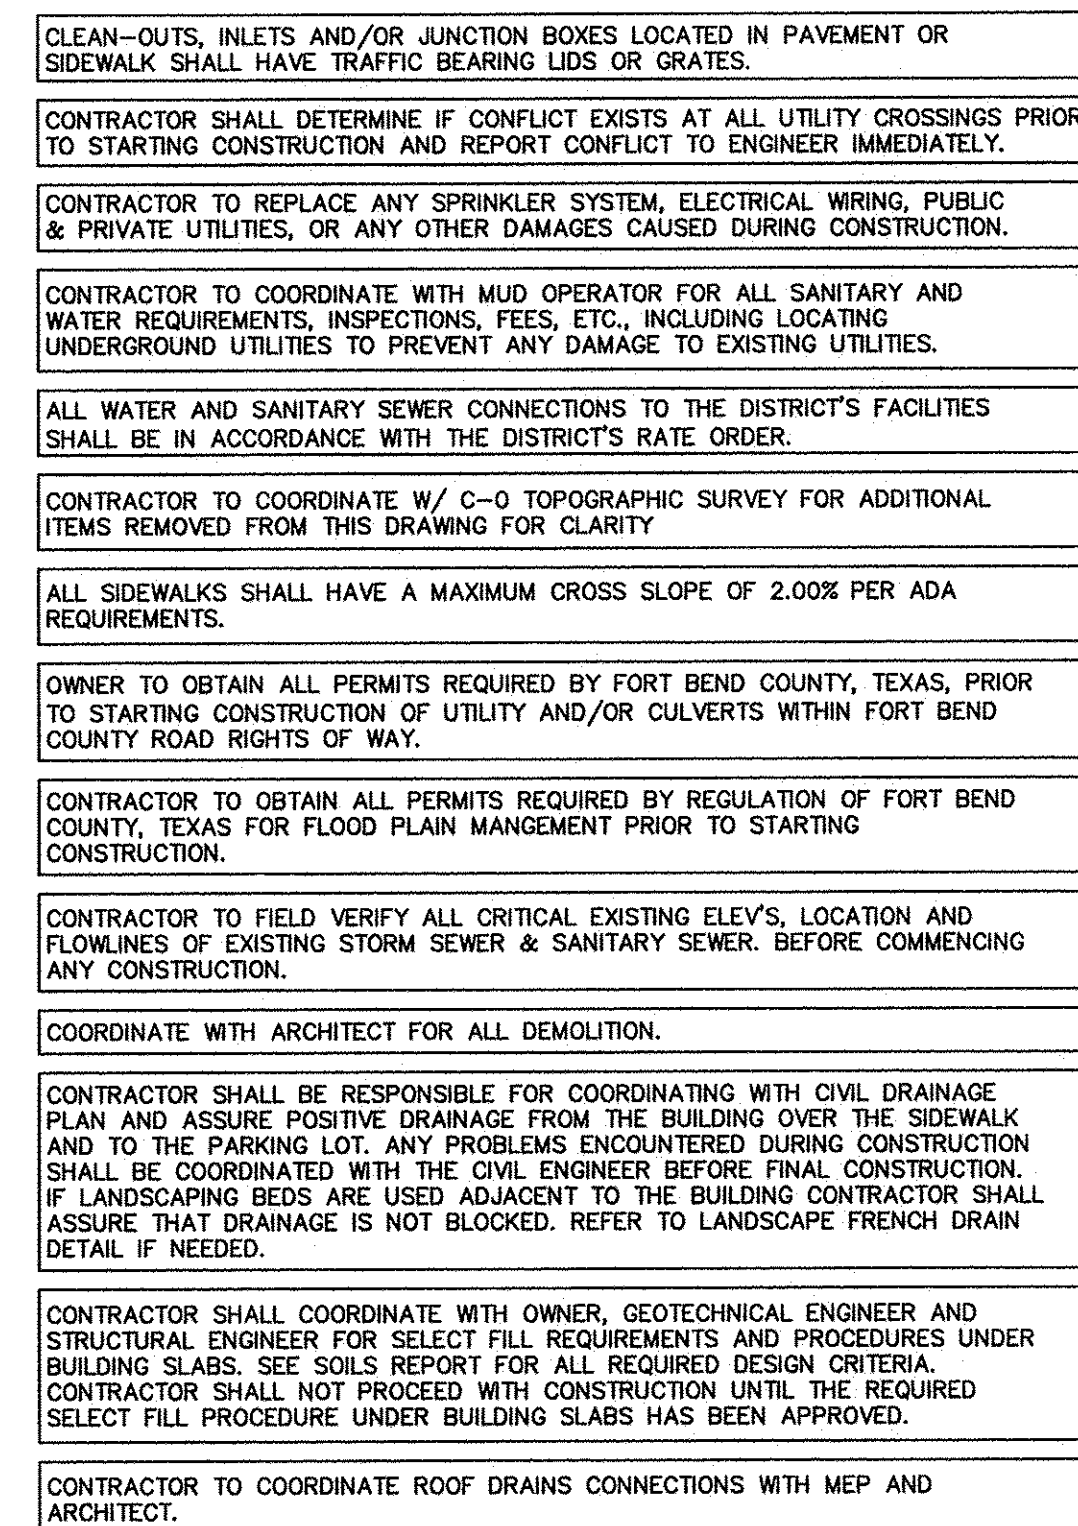 CLEAN-OUTS, INLETS AND/OR JUNCTION BOXES LOCATED IN PAVEMENT OR
SIDEWALK SHALL HAVE TRAFFIC BEARING LIDS OR GRATES.
CONTRACTOR SHALL DETERMINE IF CONFLICT EXISTS AT ALL UTILITY CROSSINGS PRIOR
TO STARTING CONSTRUCTION AND REPORT CONFLICT TO ENGINEER IMMEDIATELY.
CONTRACTOR TO REPLACE ANY SPRINKLER SYSTEM, ELECTRICAL WIRING, PUBLIC
& PRIVATE UTILITIES, OR ANY OTHER DAMAGES CAUSED DURING CONSTRUCTION.
CONTRACTOR TO COORDINATE WITH MUD OPERATOR FOR ALL SANITARY AND
WATER REQUIREMENTS, INSPECTIONS, FEES, ETC., INCLUDING LOCATING
UNDERGROUND UTILITIES TO PREVENT ANY DAMAGE TO EXISTING UTILITIES.
ALL WATER AND SANITARY SEWER CONNECTIONS TO THE DISTRICT'S FACILITIES
SHALL BE IN ACCORDANCE WITH THE DISTRICT'S RATE ORDER.
CONTRACTOR TO COORDINATE W/ C-0 TOPOGRAPHIC SURVEY FOR ADDITIONAL
ITEMS REMOVED FROM THIS DRAWING FOR CLARITY
ALL SIDEWALKS SHALL HAVE A MAXIMUM CROSS SLOPE OF 2.00% PER ADA
REQUIREMENTS.
OWNER TO OBTAIN ALL PERMITS REQUIRED BY FORT BEND COUNTY, TEXAS, PRIOR
TO STARTING CONSTRUCTION OF UTILITY AND/OR CULVERTS WITHIN FORT BEND
COUNTY ROAD RIGHTS OF WAY.
CONTRACTOR TO OBTAIN ALL PERMITS REQUIRED BY REGULATION OF FORT BEND
COUNTY, TEXAS FOR FLOOD PLAIN MANGEMENT PRIOR TO STARTING
CONSTRUCTION.
CONTRACTOR TO FIELD VERIFY ALL CRITICAL EXISTING ELEV'S, LOCATION AND
FLOWLINES OF EXISTING STORM SEWER & SANITARY SEWER. BEFORE COMMENCING
ANY CONSTRUCTION.
COORDINATE WITH ARCHITECT FOR ALL DEMOLITION.
CONTRACTOR SHALL BE RESPONSIBLE FOR COORDINATING WITH CIVIL DRAINAGE
PLAN AND ASSURE POSITIVE DRAINAGE FROM THE BUILDING OVER THE SIDEWALK
AND TO THE PARKING LOT. ANY PROBLEMS ENCOUNTERED DURING CONSTRUCTION
SHALL BE COORDINATED WITH THE CIVIL ENGINEER BEFORE FINAL CONSTRUCTION.
IF LANDSCAPING BEDS ARE USED ADJACENT TO THE BUILDING CONTRACTOR SHALL
ASSURE THAT DRAINAGE IS NOT BLOCKED. REFER TO LANDSCAPE FRENCH DRAIN
DETAIL IF NEEDED.
CONTRACTOR SHALL COORDINATE WITH OWNER, GEOTECHNICAL ENGINEER AND
STRUCTURAL ENGINEER FOR SELECT FILL REQUIREMENTS AND PROCEDURES UNDER
BUILDING SLABS. SEE SOILS REPORT FOR ALL REQUIRED DESIGN CRITERIA.
CONTRACTOR SHALL NOT PROCEED WITH CONSTRUCTION UNTIL THE REQUIRED
SELECT FILL PROCEDURE UNDER BUILDING SLABS HAS BEEN APPROVED.
CONTRACTOR TO COORDINATE ROOF DRAINS CONNECTIONS WITH MEP AND
ARCHITECT.